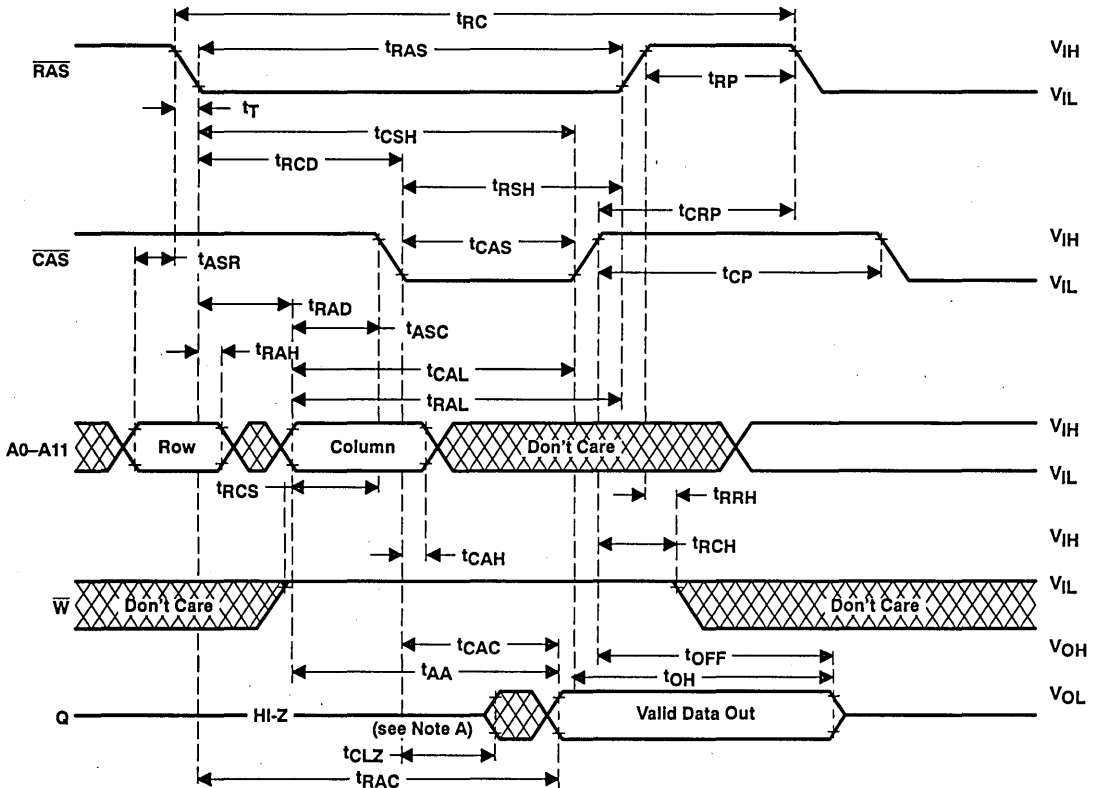 tRC
tRAS
RAS
VIH
VIL
tRP
tT
tCSH
tRCD
tRSH
tCRP
CAS
VIH
VIL
tCAS
tASR
tCP
tRAD
tASC
tRAH
tCAL
tRAL
A0–A11
Row
Column
Don't Care
VIH
VIL
tRCS
tRRH
tRCH
VIH
tCAH
VIL
W
Don't Care
Don't Care
tCAC
tOFF
VOH
tAA
tOH
VOL
Q
HI-Z
(see Note A)
Valid Data Out
tCLZ
tRAC